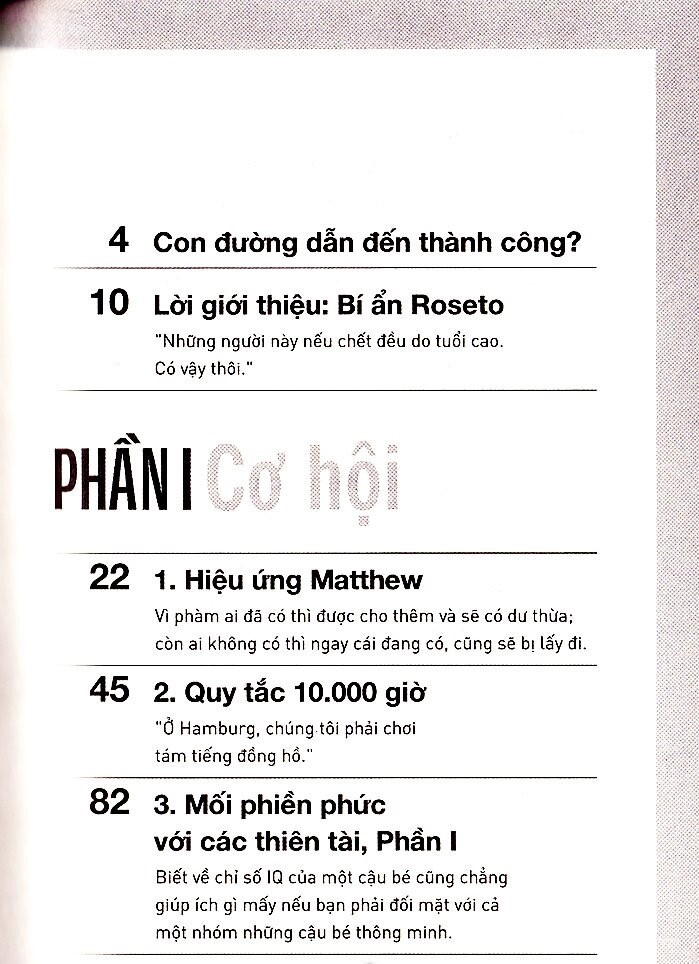 4 Con đường dẫn đến thành công?
10 Lời giới thiệu: Bí ẩn Roseto
"Những người này nếu chết đều do tuổi cao.
Có vậy thôi."
PHẦN I Cơ hội
22 1. Hiệu ứng Matthew
Vì phàm ai đã có thì được cho thêm và sẽ có dư thừa;
còn ai không có thì ngay cái đang có, cũng sẽ bị lấy đi.
45 2. Quy tắc 10.000 giờ
"Ở Hamburg, chúng tôi phải chơi
tám tiếng đồng hồ."
82 3. Mối phiền phức
với các thiên tài, Phần I
Biết về chỉ số IQ của một cậu bé cũng chẳng
giúp ích gì mấy nếu bạn phải đối mặt với cả
một nhóm những cậu bé thông minh.